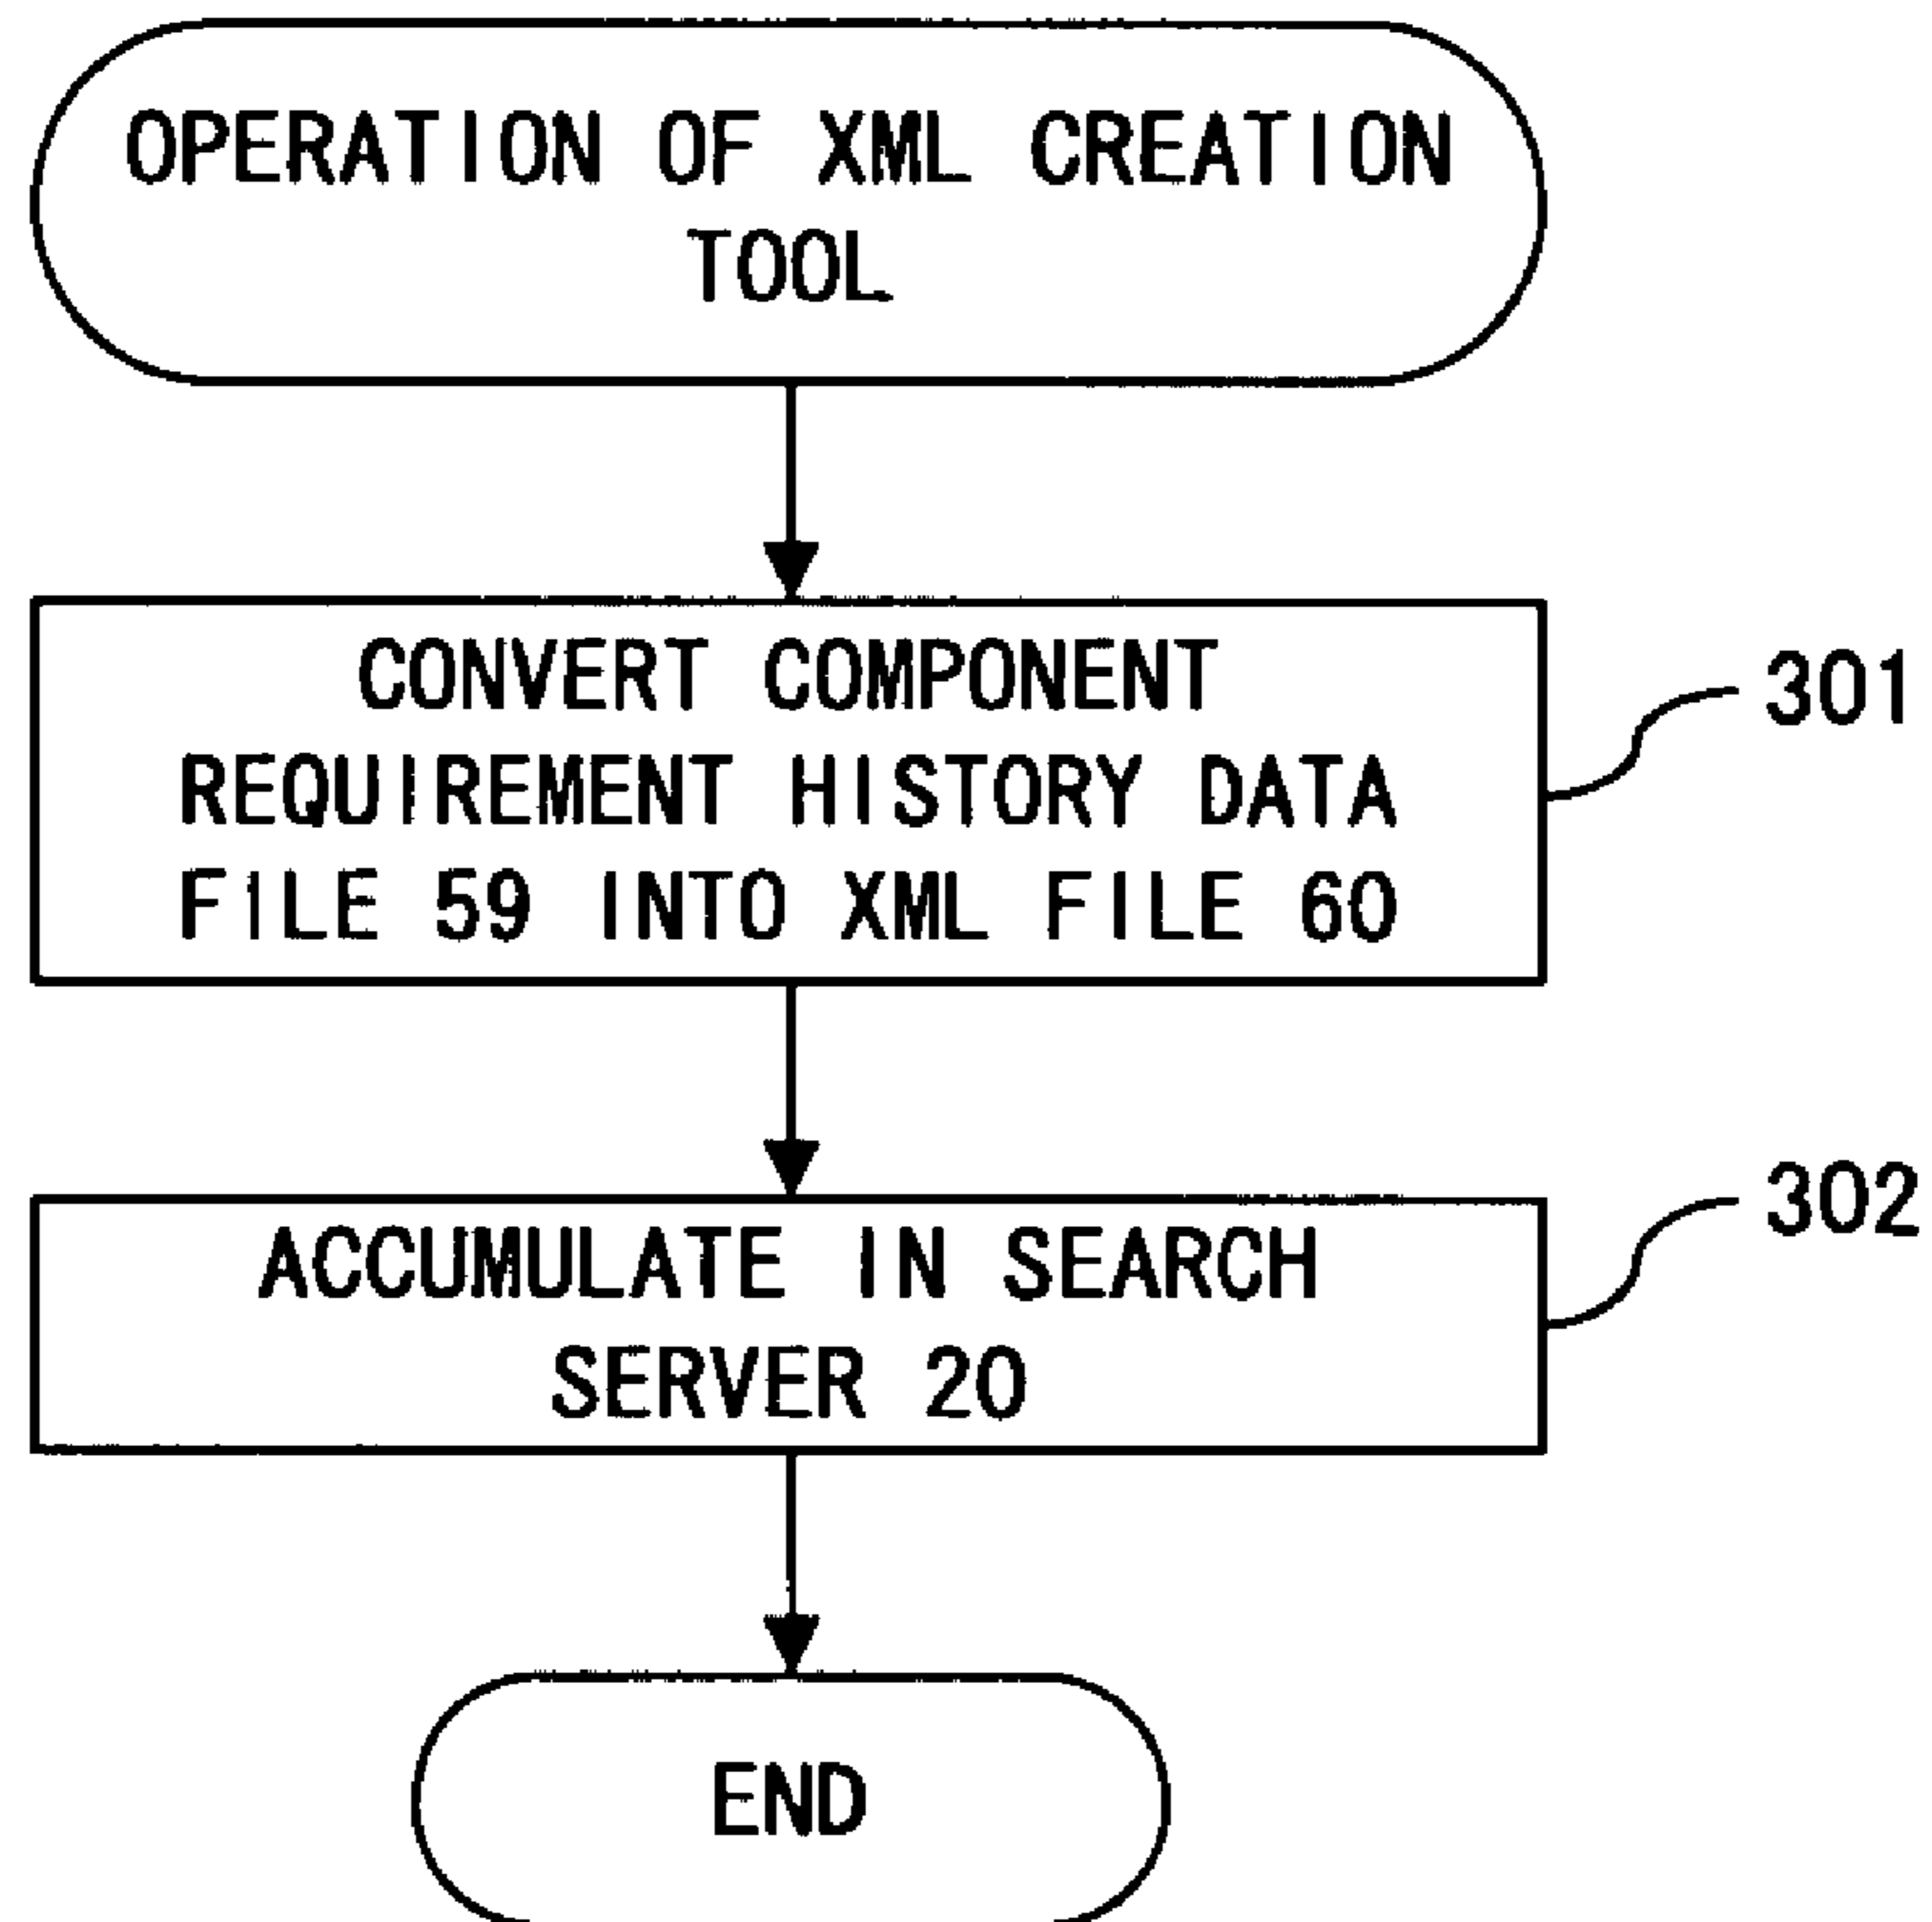 OPERATION OF XML CREATION
TOOL
CONVERT COMPONENT
REQUIREMENT HISTORY DATA
FILE 59 INTO XML FILE 60
301
ACCUMULATE IN SEARCH
SERVER 20
302
END